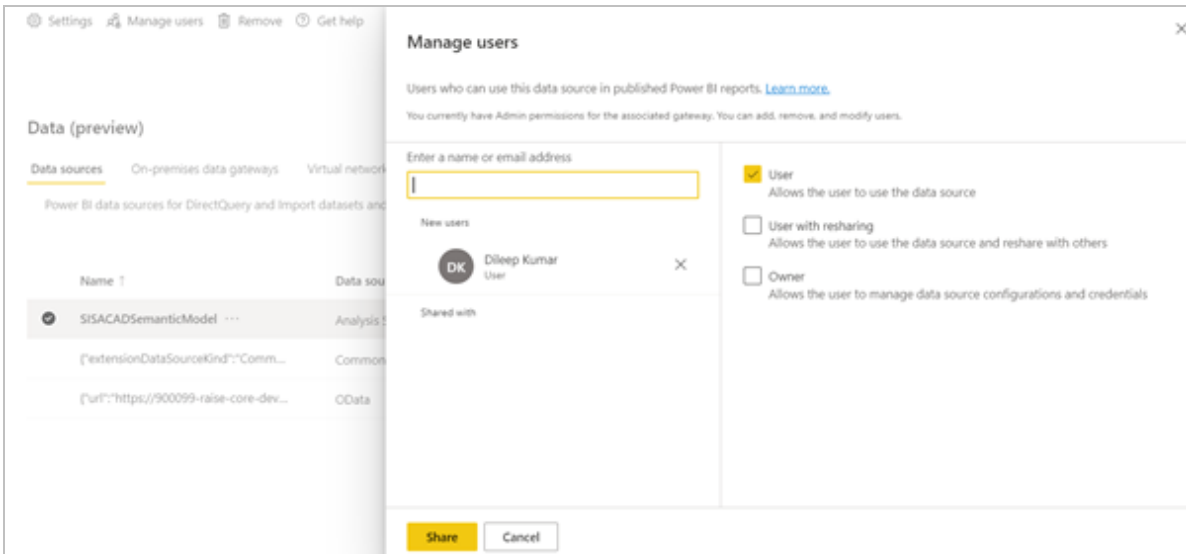 Settings Manage users Remove Get help
Data (preview)
Data sources On-premises data gateways Virtual network
Power BI data sources for DirectQuery and Import datasets and
Name ↑ Data sou
SISACADSemanticModel ··· Analysis S
{"extensionDataSourceKind":"Comm... Common
{"url":"https://900099-raise-core-dev... OData
Manage users
Users who can use this data source in published Power BI reports. Learn more.
You currently have Admin permissions for the associated gateway. You can add, remove, and modify users.
Enter a name or email address
New users
DK
Dileep Kumar
User
Shared with
User
Allows the user to use the data source
User with resharing
Allows the user to use the data source and reshare with others
Owner
Allows the user to manage data source configurations and credentials
Share Cancel